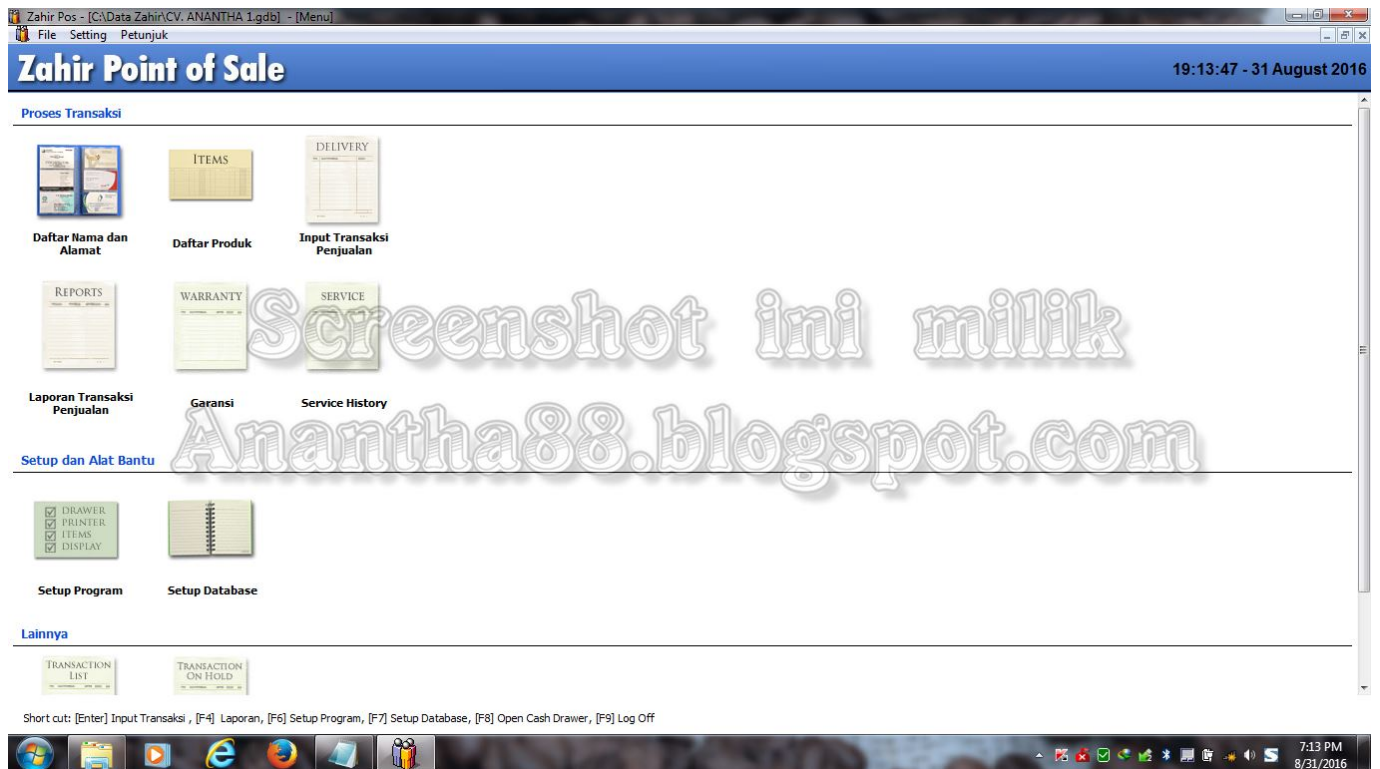 Zahir Pos - [C:\Data Zahir\CV. ANANTHA 1.gdb] - [Menu]
File Setting Petunjuk
Zahir Point of Sale
19:13:47 - 31 August 2016
Proses Transaksi
ITEMS
DELIVERY
Daftar Nama dan
Alamat
Daftar Produk
Input Transaksi
Penjualan
REPORTS
WARRANTY
SERVICE
Screenshot ini milik
Laporan Transaksi
Penjualan
Garansi
Service History
Anantha88.blogspot.com
Setup dan Alat Bantu
DRAWER
PRINTER
ITEMS
DISPLAY
Setup Program
Setup Database
Lainnya
TRANSACTION
LIST
TRANSACTION
ON HOLD
Short cut: [Enter] Input Transaksi , [F4] Laporan, [F6] Setup Program, [F7] Setup Database, [F8] Open Cash Drawer, [F9] Log Off
7:13 PM
8/31/2016